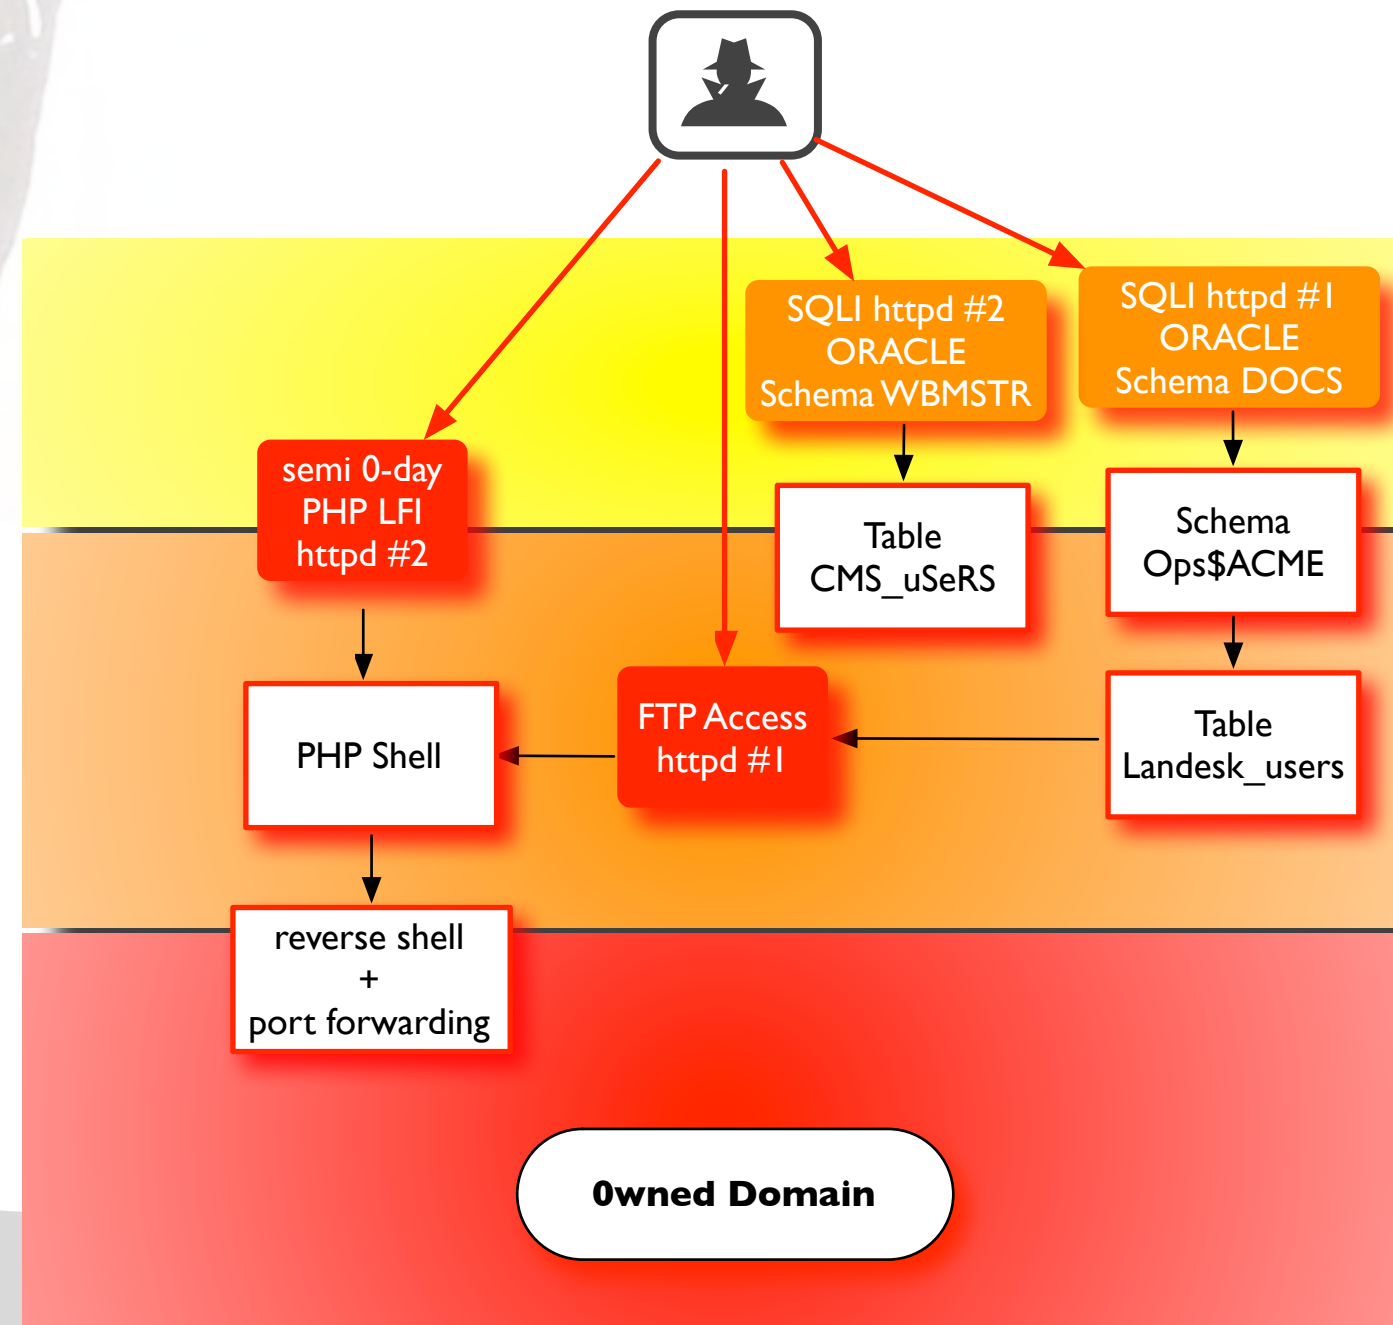 SQLI httpd #2
ORACLE
Schema WBMSTR
SQLI httpd #1
ORACLE
Schema DOCS
semi 0-day
PHP LFI
httpd #2
Table
CMS_uSeRS
Schema
Ops$ACME
PHP Shell
FTP Access
httpd #1
Table
Landesk_users
reverse shell
+
port forwarding
0wned Domain